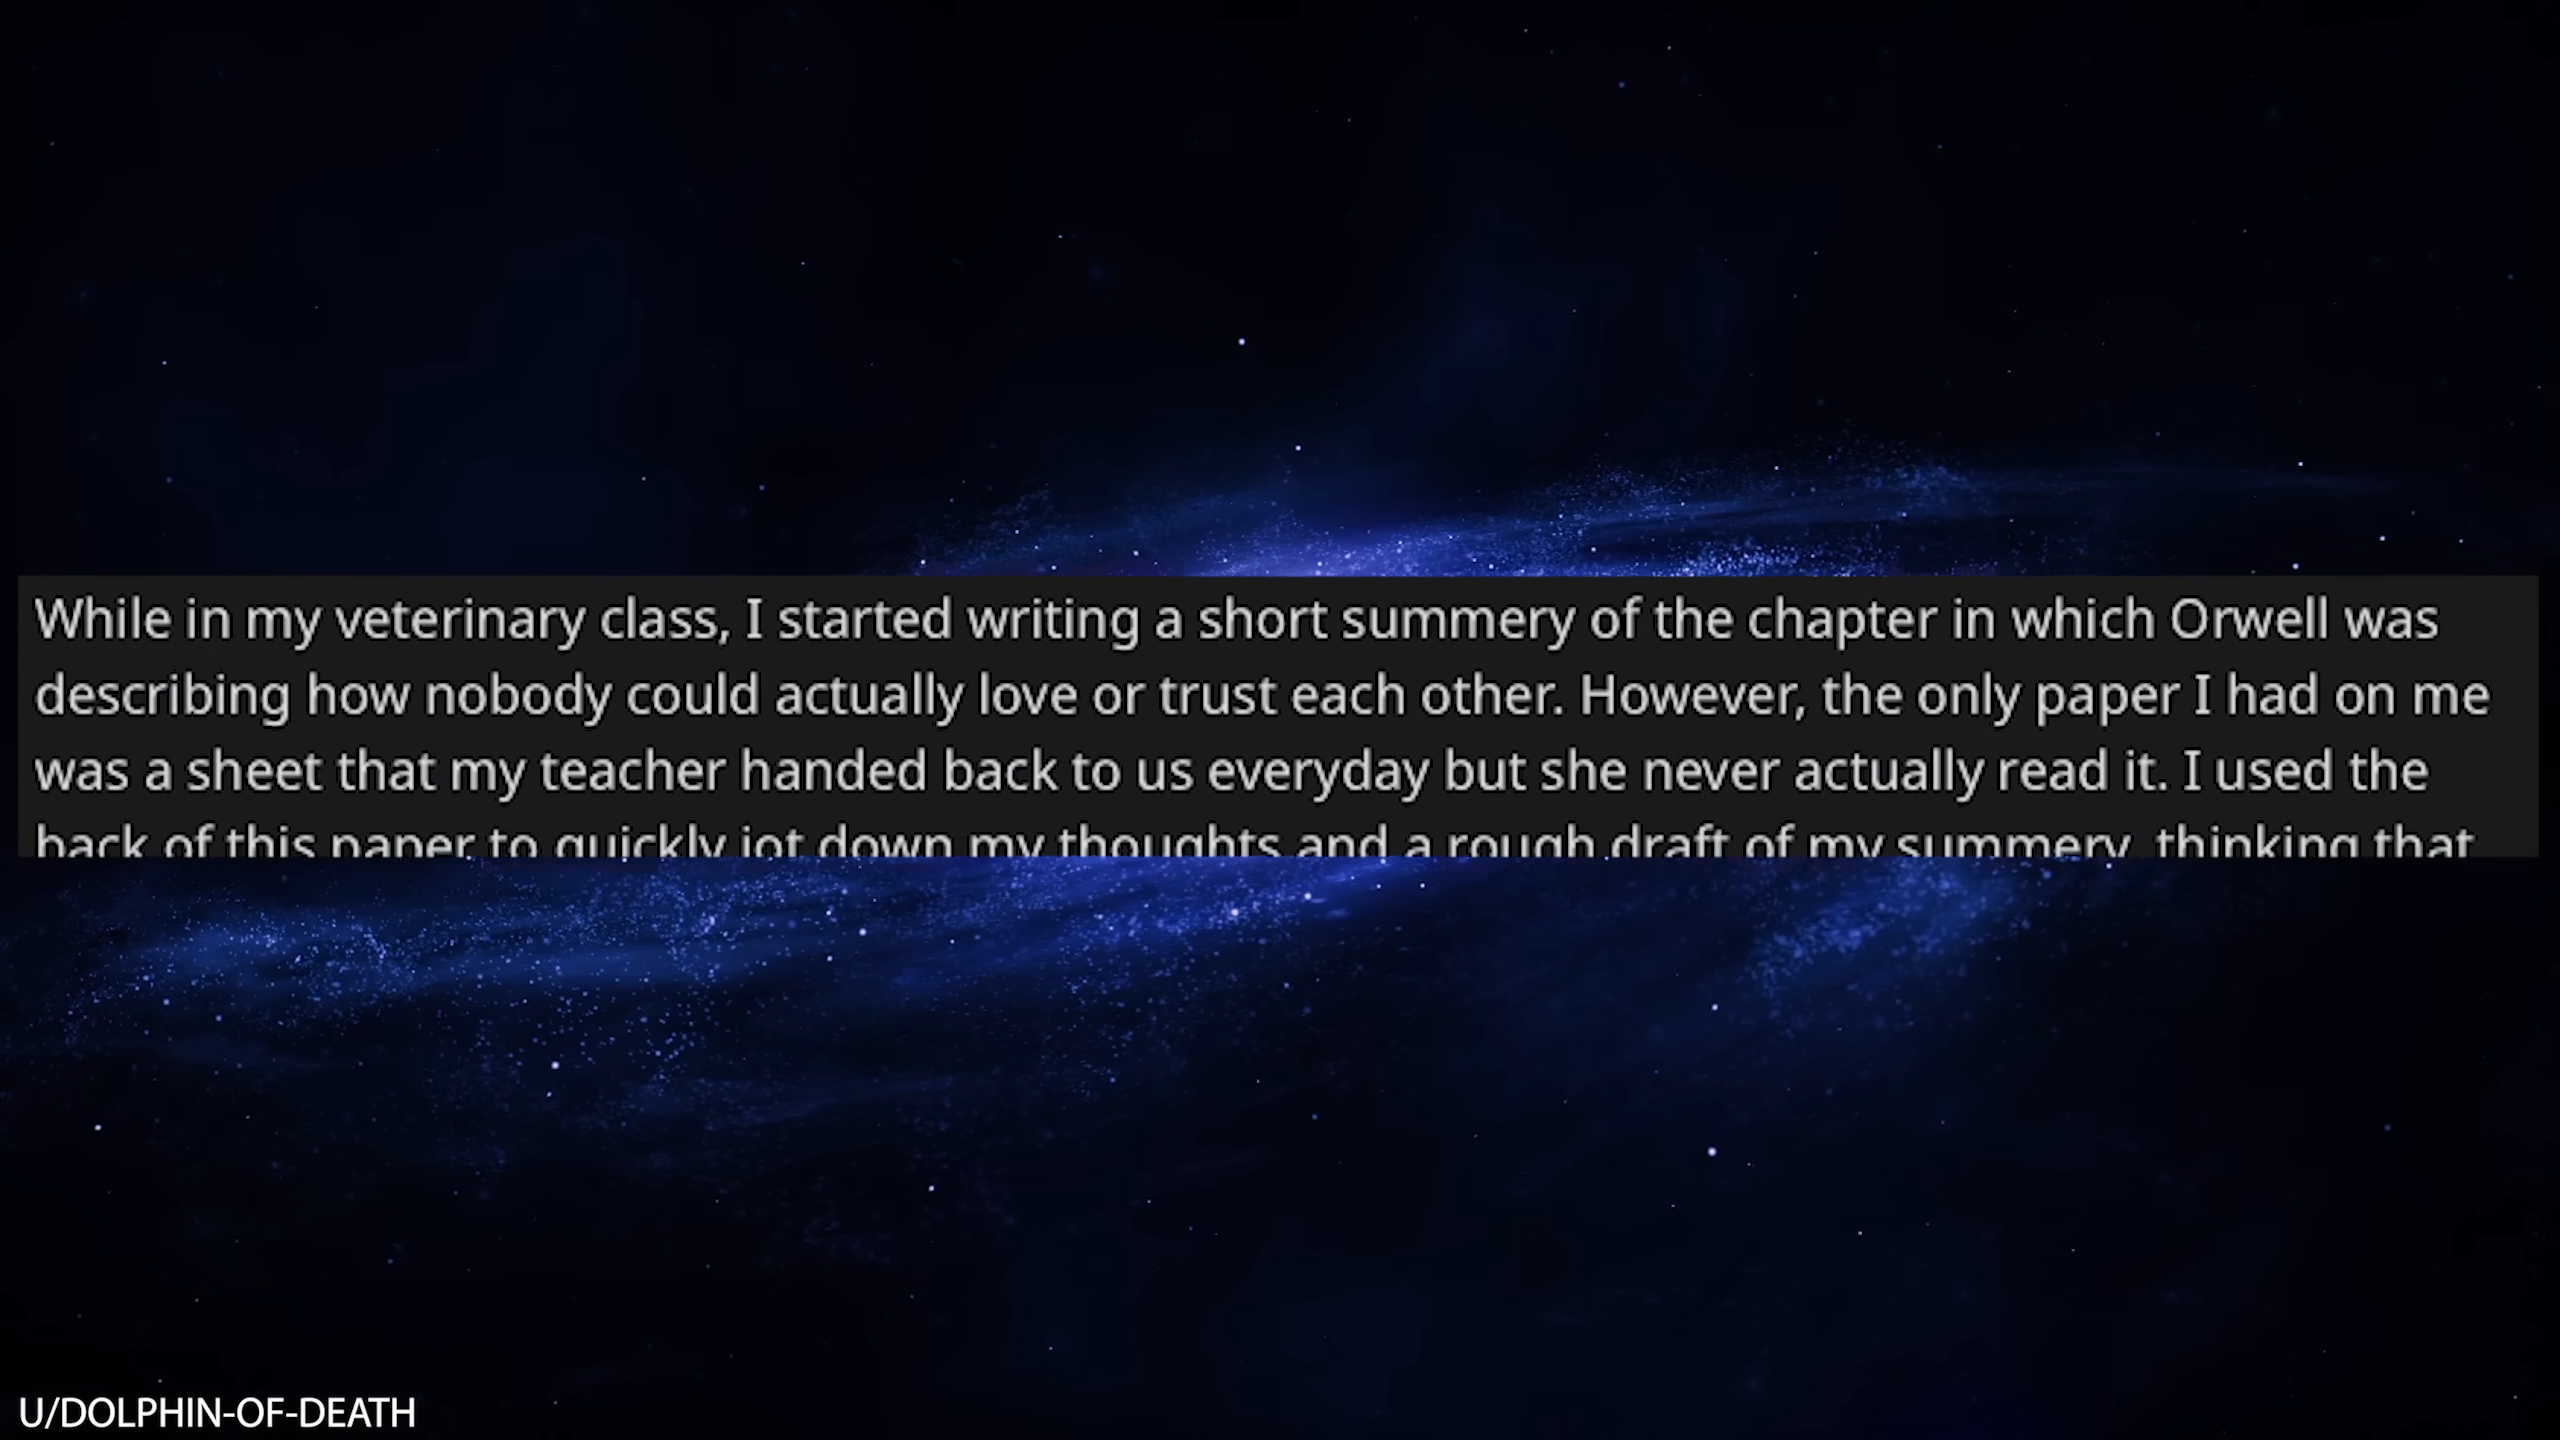 While in my veterinary class, I started writing a short summery of the chapter in which Orwell was
describing how nobody could actually love or trust each other. However, the only paper I had on me
was a sheet that my teacher handed back to us everyday but she never actually read it. I used the
back of this paper to quickly jot down my thoughts and a rough draft of my summery, thinking that
U/DOLPHIN-OF-DEATH